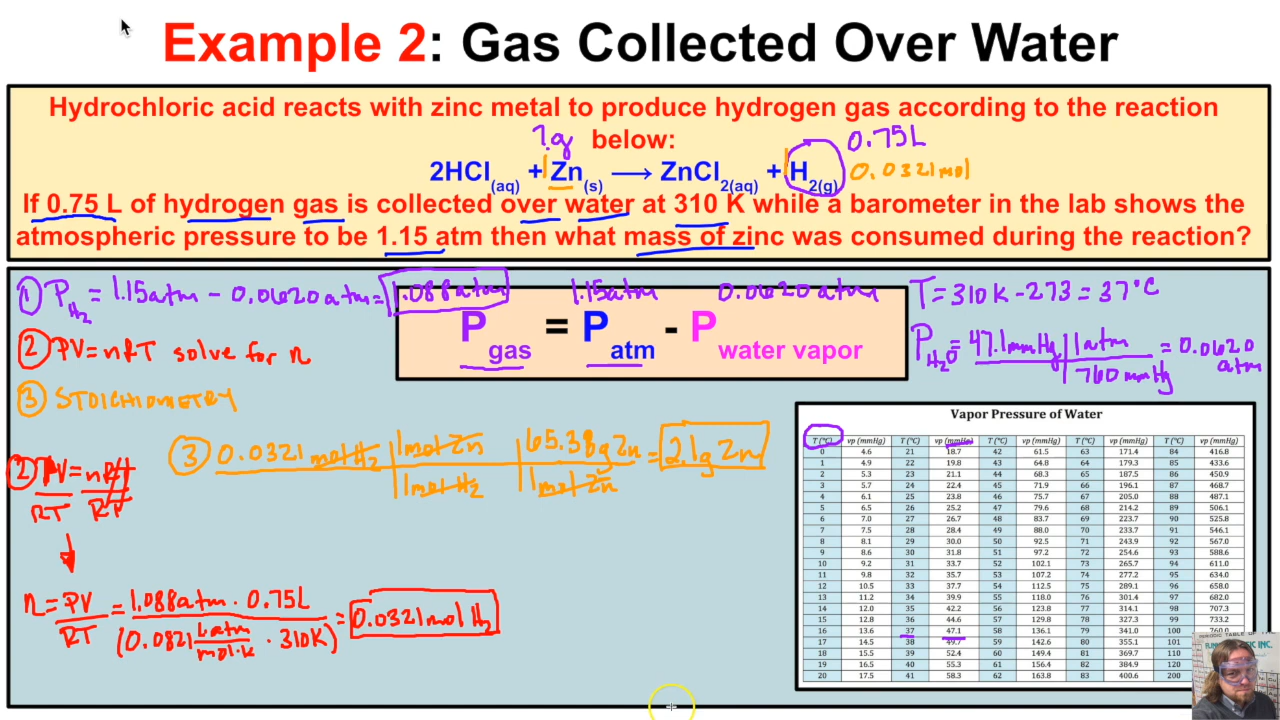 Example 2: Gas Collected Over Water
Hydrochloric acid reacts with zinc metal to produce hydrogen gas according to the reaction
?g below: 0.75L
2HCl(aq) + 1 Zn(s) ⟶ ZnCl2(aq) + 1 H2(g) 0.0321mol
If 0.75 L of hydrogen gas is collected over water at 310 K while a barometer in the lab shows the
atmospheric pressure to be 1.15 atm then what mass of zinc was consumed during the reaction?
① P H2 = 1.15atm - 0.0620atm = 1.088atm
1.15atm 0.0620 atm
Pgas = Patm - Pwater vapor
T = 310K - 273 = 37°C
PH2O = 47.1mmHg | 1atm = 0.0620
760 mmHg atm
② PV=nRT solve for n
③ STOICHIOMETRY
③ 0.0321 mol H2 | 1 mol Zn | 65.38g Zn = 2.1g Zn
1 mol H2 | 1 mol Zn
② PV = nRT
RT RT
n = PV = 1.088atm · 0.75L = 0.0321mol H2
RT (0.0821 L atm · 310K)
mol·K
Vapor Pressure of Water
T (°C) vp (mmHg) T (°C) vp (mmHg) T (°C) vp (mmHg) T (°C) vp (mmHg) T (°C) vp (mmHg)
0 4.6 21 18.7 42 61.5 63 171.4 84 416.8
1 4.9 22 19.8 43 64.8 64 179.3 85 433.6
2 5.3 23 21.1 44 68.3 65 187.5 86 450.9
3 5.7 24 22.4 45 71.9 66 196.1 87 468.7
4 6.1 25 23.8 46 75.7 67 205.0 88 487.1
5 6.5 26 25.2 47 79.6 68 214.2 89 506.1
6 7.0 27 26.7 48 83.7 69 223.7 90 525.8
7 7.5 28 28.4 49 88.0 70 233.7 91 546.1
8 8.1 29 30.0 50 92.5 71 243.9 92 567.0
9 8.6 30 31.8 51 97.2 72 254.6 93 588.6
10 9.2 31 33.7 52 102.1 73 265.7 94 611.0
11 9.8 32 35.7 53 107.2 74 277.2 95 634.0
12 10.5 33 37.7 54 112.5 75 289.1 96 658.0
13 11.2 34 39.9 55 118.0 76 301.4 97 682.0
14 12.0 35 42.2 56 123.8 77 314.1 98 707.3
15 12.8 36 44.6 57 129.8 78 327.3 99 733.2
16 13.6 37 47.1 58 136.1 79 341.0 100 760.0
17 14.5 38 49.7 59 142.6 80 355.1 101
18 15.5 39 52.4 60 149.4 81 369.7 110
19 16.5 40 55.3 61 156.4 82 384.9 120
20 17.5 41 58.3 62 163.8 83 400.6 200